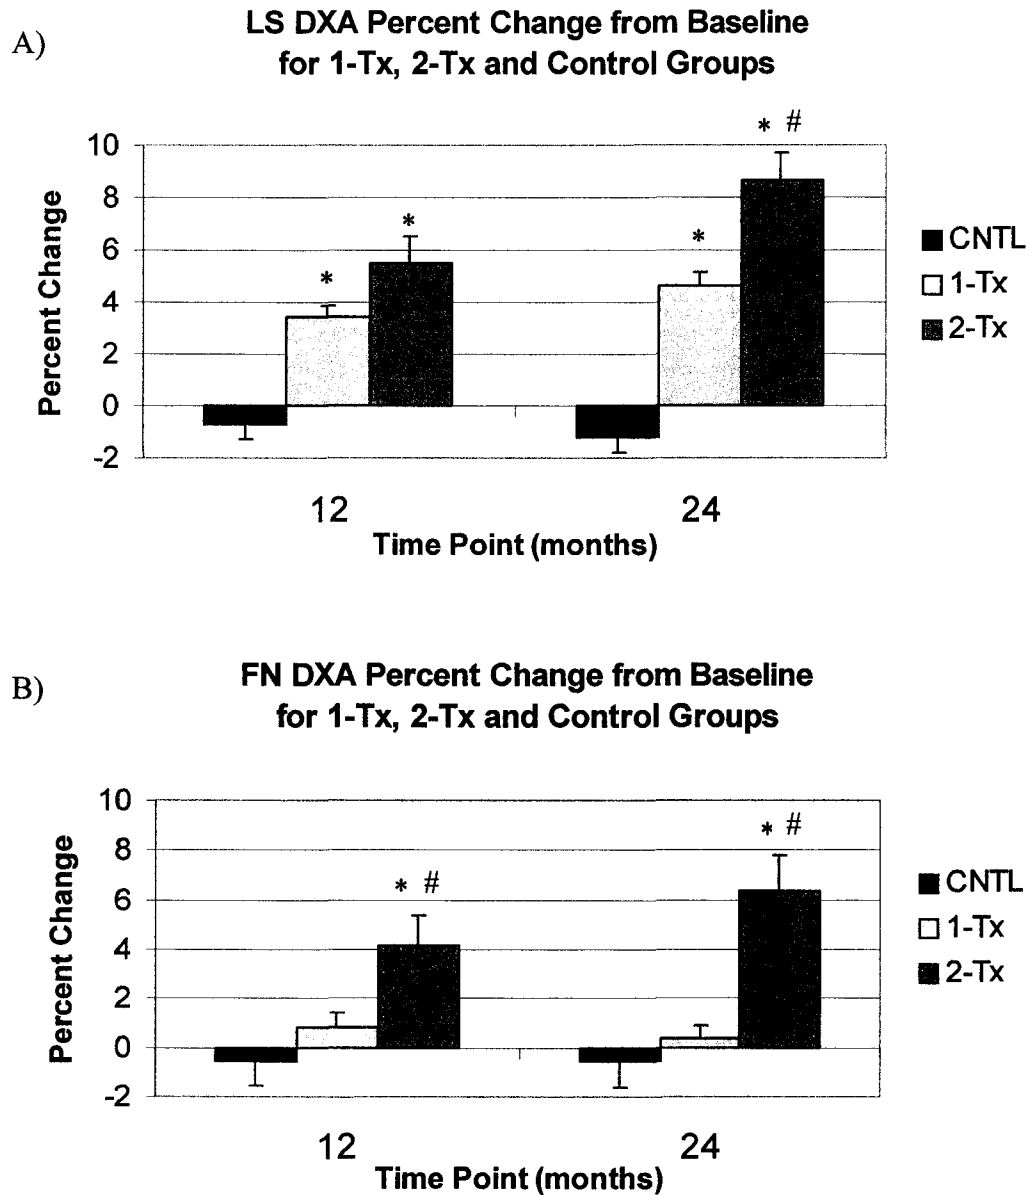 A)
LS DXA Percent Change from Baseline
for 1-Tx, 2-Tx and Control Groups
* #
10
8
6
4
2
0
-2
Percent Change
*
*
*
CNTL
1-Tx
2-Tx
12
24
Time Point (months)
B)
FN DXA Percent Change from Baseline
for 1-Tx, 2-Tx and Control Groups
10
8
6
4
2
0
-2
Percent Change
* #
* #
CNTL
1-Tx
2-Tx
12
24
Time Point (months)